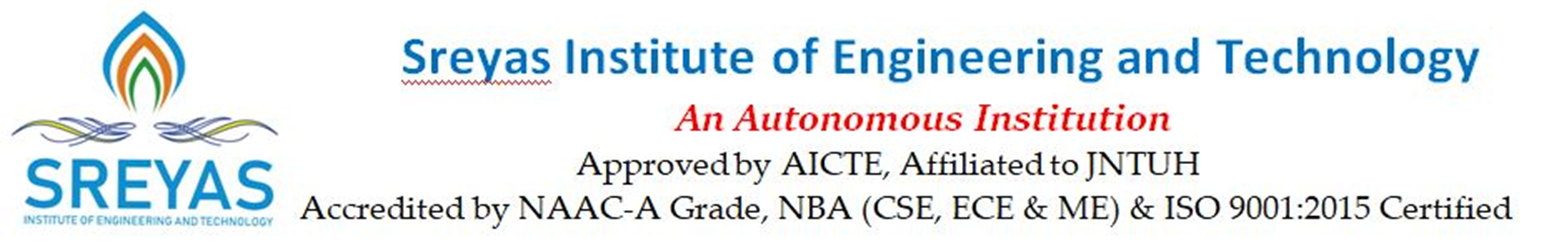 Sreyas Institute of Engineering and Technology
An Autonomous Institution
Approved by AICTE, Affiliated to JNTUH
Accredited by NAAC-A Grade, NBA (CSE, ECE & ME) & ISO 9001:2015 Certified
SREYAS
INSTITUTE OF ENGINEERING AND TECHNOLOGY